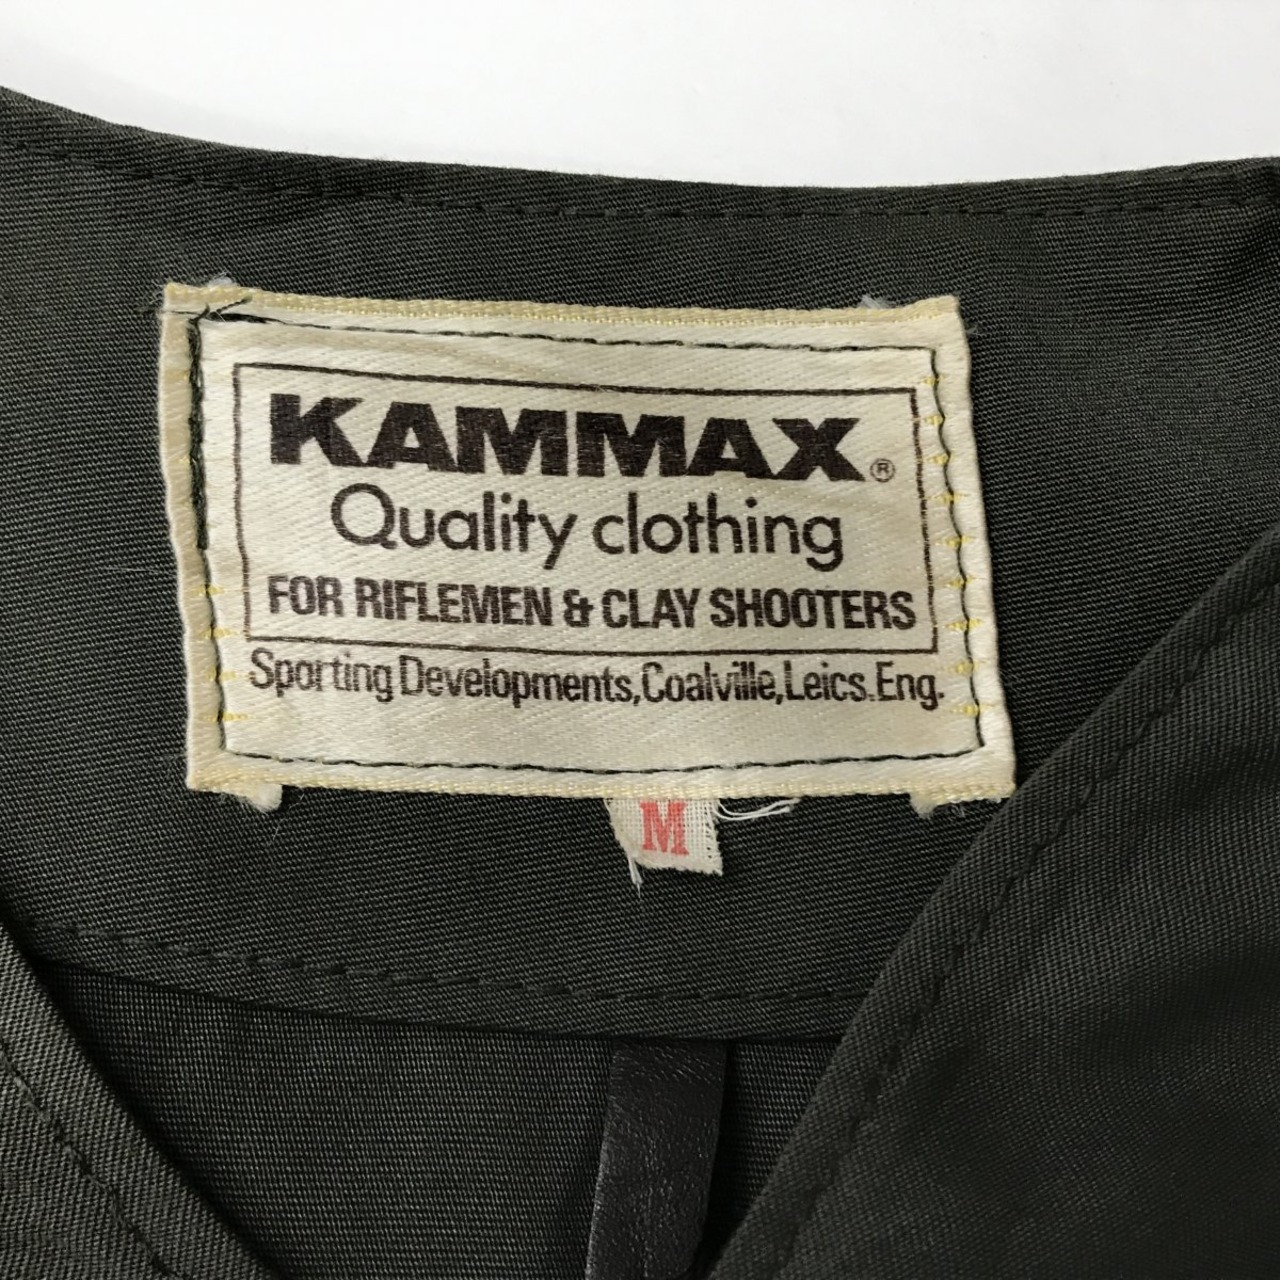 KAMMAX®
Quality clothing
FOR RIFLEMEN & CLAY SHOOTERS
Sporting Developments, Coalville, Leics. Eng.
M